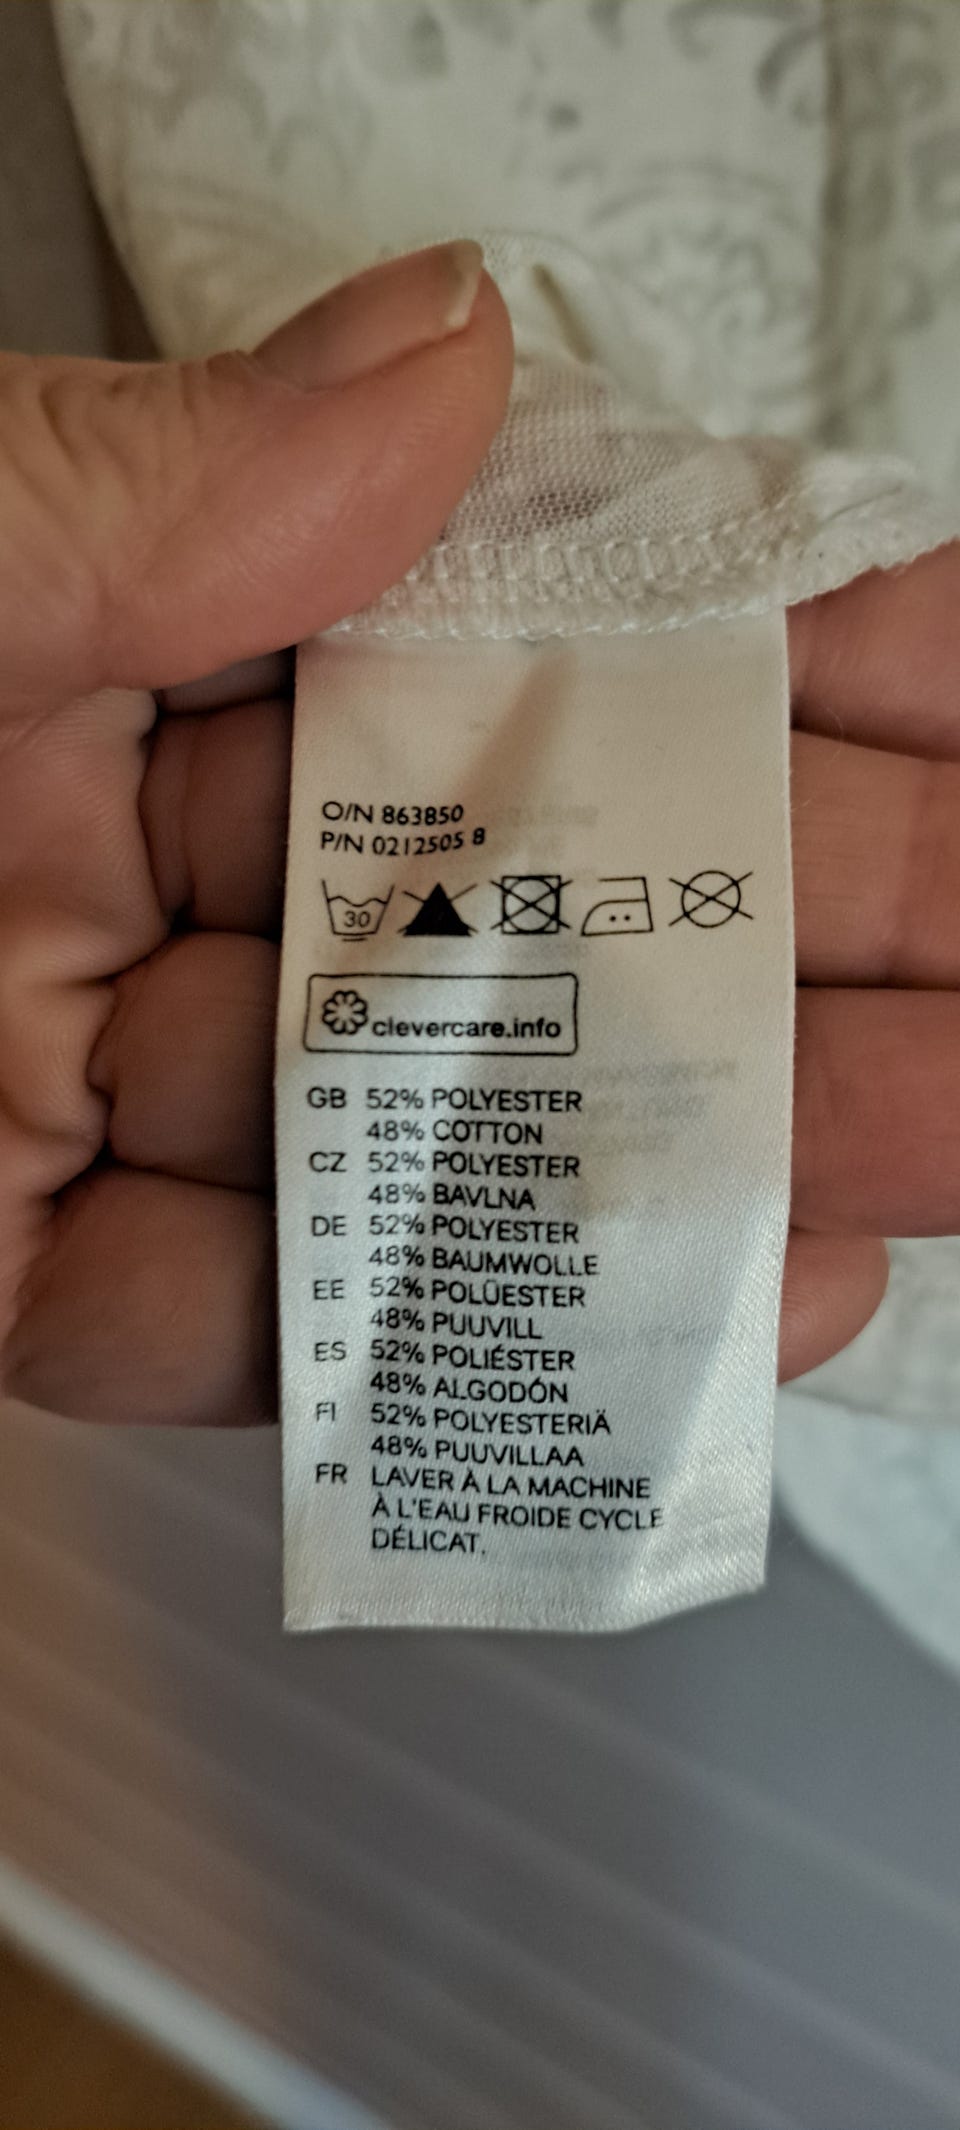 O/N 863850
P/N 0212505 8
30
clevercare.info
GB 52% POLYESTER
48% COTTON
CZ 52% POLYESTER
48% BAVLNA
DE 52% POLYESTER
48% BAUMWOLLE
EE 52% POLÜESTER
48% PUUVILL
ES 52% POLIÉSTER
48% ALGODÓN
FI 52% POLYESTERIÄ
48% PUUVILLAA
FR LAVER À LA MACHINE
À L'EAU FROIDE CYCLE
DÉLICAT.